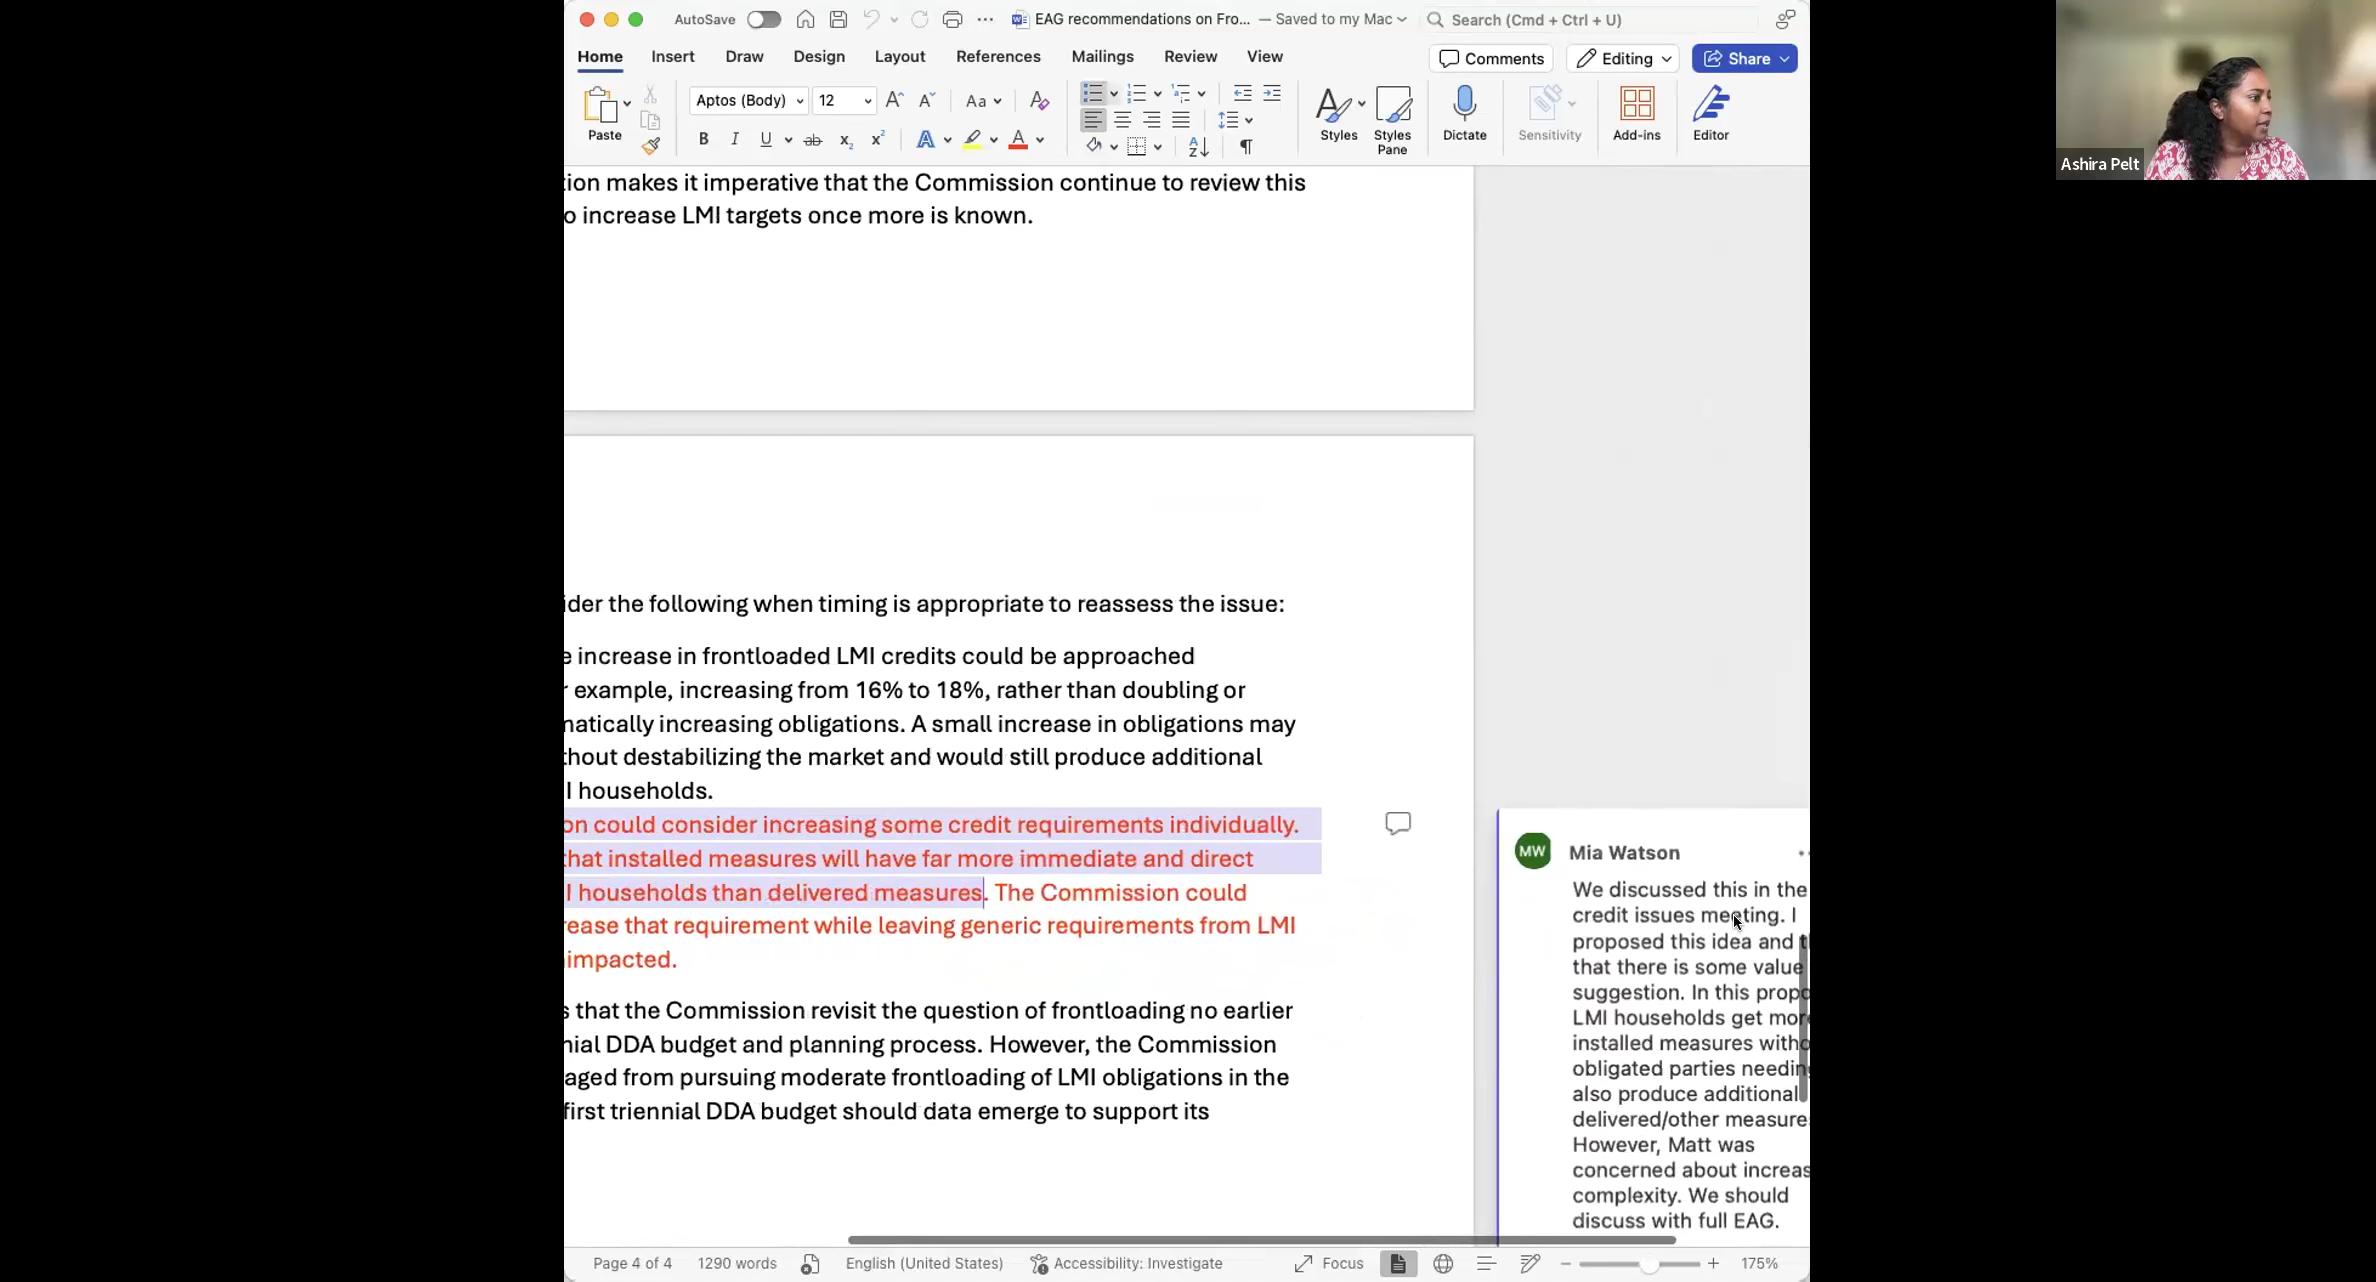 AutoSave
EAG recommendations on Fro... — Saved to my Mac
Search (Cmd + Ctrl + U)
Home Insert Draw Design Layout References Mailings Review View
Comments Editing Share
Paste
Aptos (Body) 12
Styles
Styles Pane
Dictate
Sensitivity
Add-ins
Editor
Ashira Pelt
tion makes it imperative that the Commission continue to review this
o increase LMI targets once more is known.
ider the following when timing is appropriate to reassess the issue:
e increase in frontloaded LMI credits could be approached
r example, increasing from 16% to 18%, rather than doubling or
matically increasing obligations. A small increase in obligations may
thout destabilizing the market and would still produce additional
I households.
on could consider increasing some credit requirements individually.
that installed measures will have far more immediate and direct
I households than delivered measures. The Commission could
rease that requirement while leaving generic requirements from LMI
impacted.
s that the Commission revisit the question of frontloading no earlier
nial DDA budget and planning process. However, the Commission
aged from pursuing moderate frontloading of LMI obligations in the
first triennial DDA budget should data emerge to support its
MW
Mia Watson
We discussed this in the
credit issues meeting. I
proposed this idea and t
that there is some value
suggestion. In this propo
LMI households get more
installed measures witho
obligated parties needin
also produce additional
delivered/other measure
However, Matt was
concerned about increas
complexity. We should
discuss with full EAG.
Page 4 of 4 1290 words English (United States) Accessibility: Investigate Focus 175%